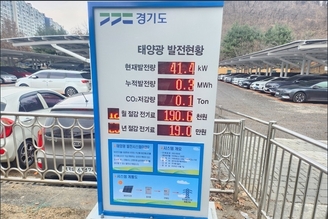 경기도
태양광 발전현황
현재발전량 41.4 kW
누적발전량 0.3 MWh
CO₂저감량 0.1 Ton
월 절감 전기료 190.6 천원
년 절감 전기료 19.0 만원